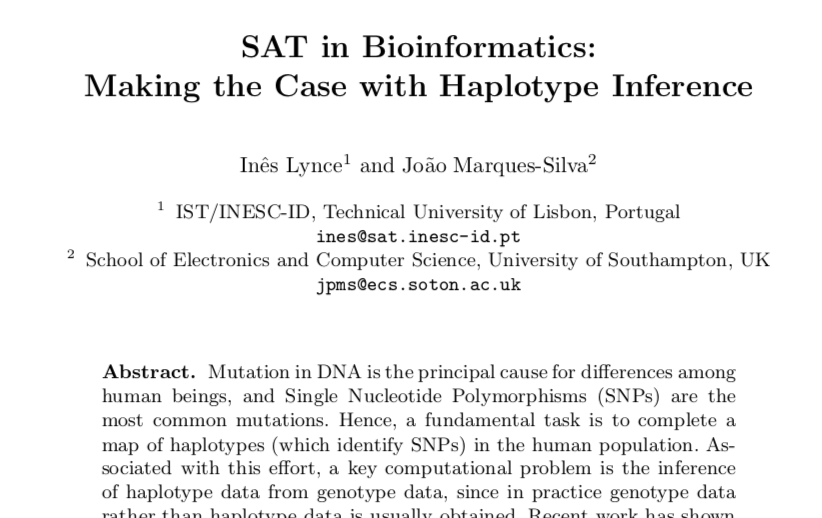 SAT in Bioinformatics:
Making the Case with Haplotype Inference
Inês Lynce1 and João Marques-Silva2
1 IST/INESC-ID, Technical University of Lisbon, Portugal
ines@sat.inesc-id.pt
2 School of Electronics and Computer Science, University of Southampton, UK
jpms@ecs.soton.ac.uk
Abstract. Mutation in DNA is the principal cause for differences among
human beings, and Single Nucleotide Polymorphisms (SNPs) are the
most common mutations. Hence, a fundamental task is to complete a
map of haplotypes (which identify SNPs) in the human population. As-
sociated with this effort, a key computational problem is the inference
of haplotype data from genotype data, since in practice genotype data
rather than haplotype data is usually obtained. Recent work has shown